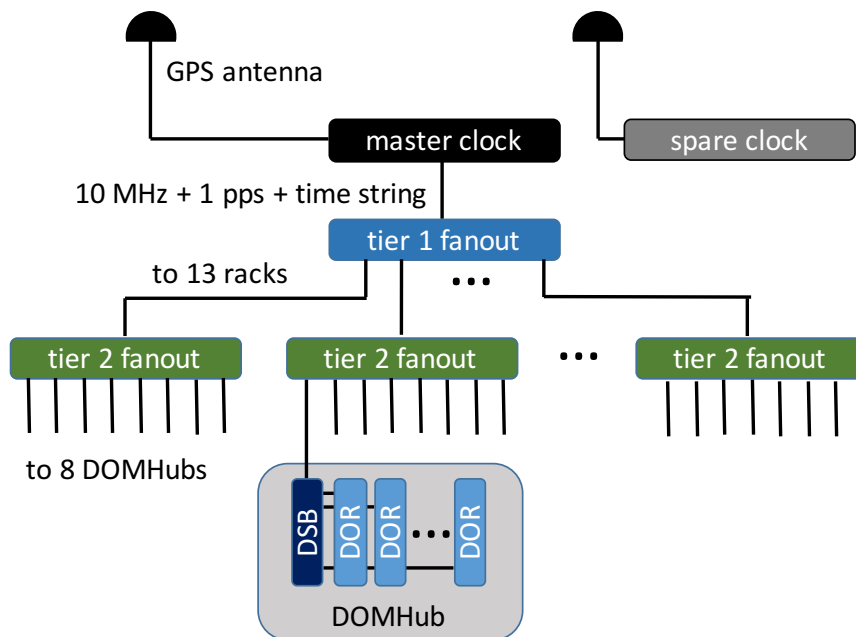 GPS antenna
master clock
spare clock
10 MHz + 1 pps + time string
tier 1 fanout
to 13 racks
...
tier 2 fanout
tier 2 fanout
...
tier 2 fanout
to 8 DOMHubs
DSB
DOR
DOR
...
DOR
DOMHub